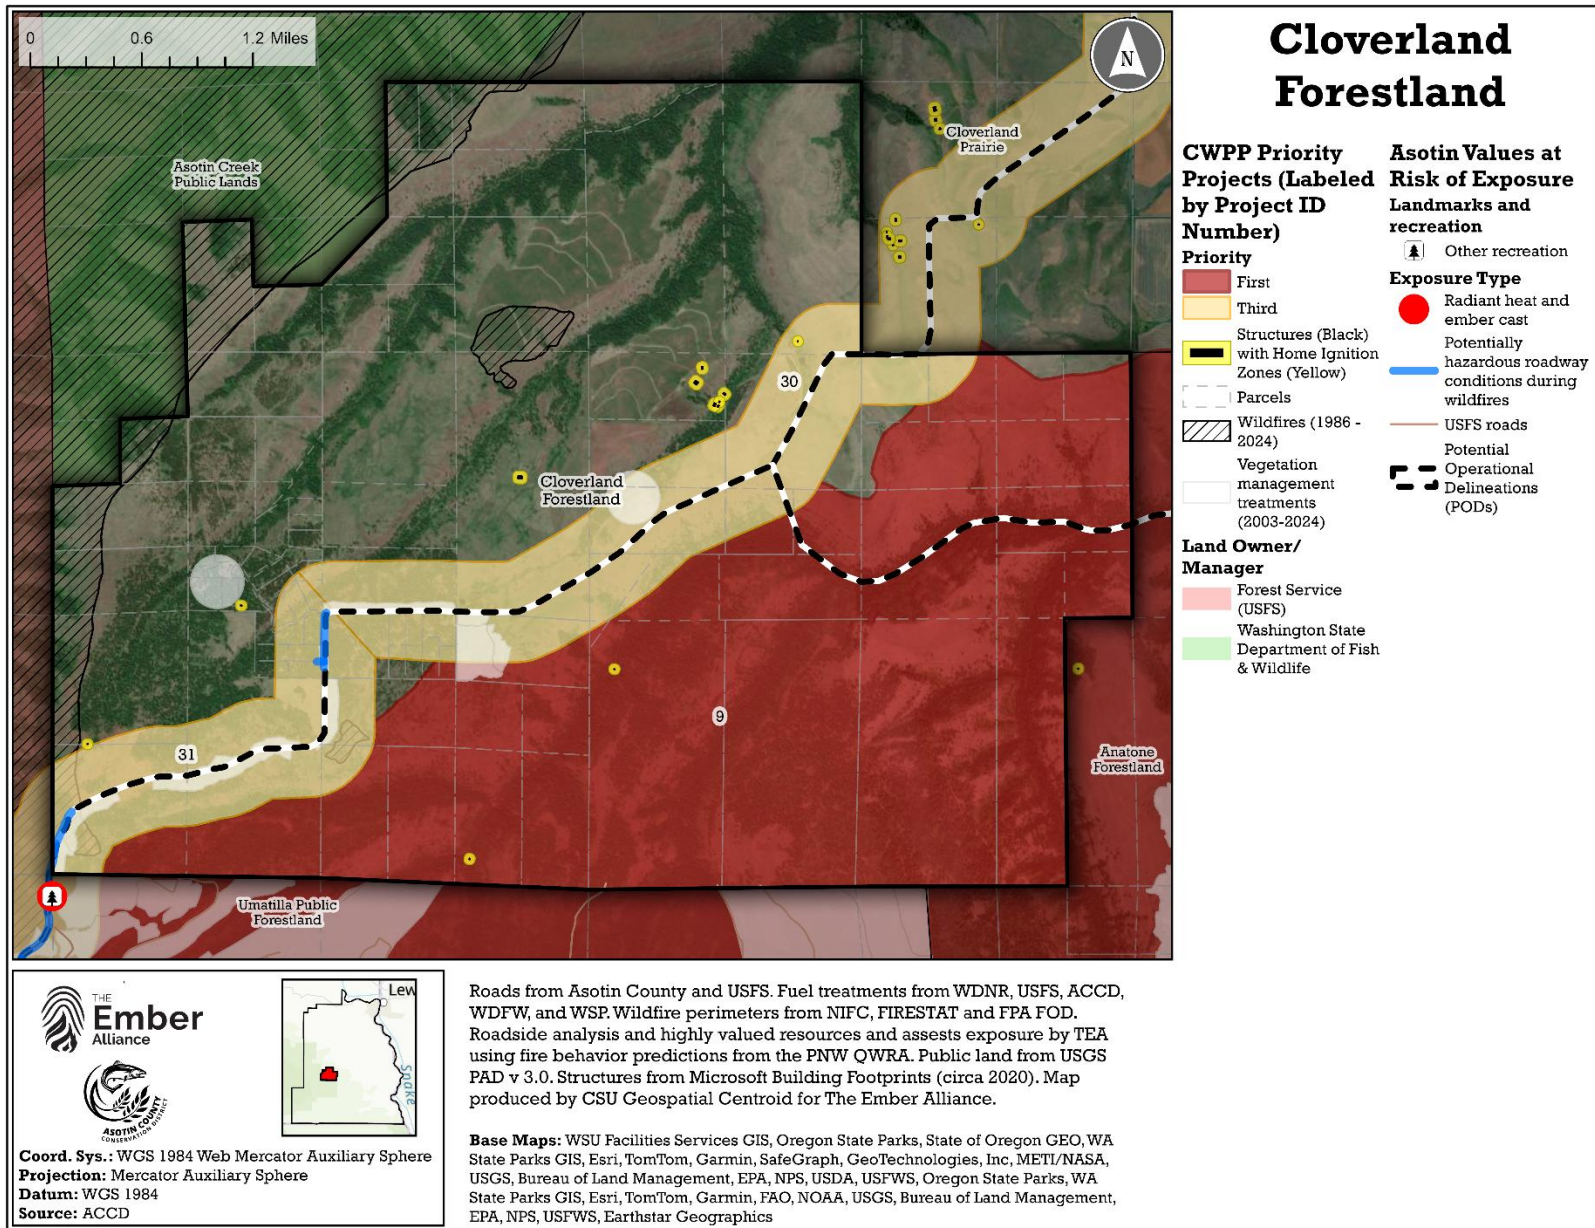 0 0.6 1.2 Miles
N
Asotin Creek
Public Lands
Cloverland
Prairie
30
Cloverland
Forestland
9
31
Anatone
Forestland
Umatilla Public
Forestland
Cloverland
Forestland
CWPP Priority
Projects (Labeled
by Project ID
Number)
Priority
First
Third
Structures (Black)
with Home Ignition
Zones (Yellow)
Parcels
Wildfires (1986 -
2024)
Vegetation
management
treatments
(2003-2024)
Land Owner/
Manager
Forest Service
(USFS)
Washington State
Department of Fish
& Wildlife
Asotin Values at
Risk of Exposure
Landmarks and
recreation
Other recreation
Exposure Type
Radiant heat and
ember cast
Potentially
hazardous roadway
conditions during
wildfires
USFS roads
Potential
Operational
Delineations
(PODs)
THE
Ember
Alliance
ASOTIN COUNTY
CONSERVATION DISTRICT
Lew
Snake
Coord. Sys.: WGS 1984 Web Mercator Auxiliary Sphere
Projection: Mercator Auxiliary Sphere
Datum: WGS 1984
Source: ACCD
Roads from Asotin County and USFS. Fuel treatments from WDNR, USFS, ACCD,
WDFW, and WSP. Wildfire perimeters from NIFC, FIRESTAT and FPA FOD.
Roadside analysis and highly valued resources and assests exposure by TEA
using fire behavior predictions from the PNW QWRA. Public land from USGS
PAD v 3.0. Structures from Microsoft Building Footprints (circa 2020). Map
produced by CSU Geospatial Centroid for The Ember Alliance.
Base Maps: WSU Facilities Services GIS, Oregon State Parks, State of Oregon GEO, WA
State Parks GIS, Esri, TomTom, Garmin, SafeGraph, GeoTechnologies, Inc, METI/NASA,
USGS, Bureau of Land Management, EPA, NPS, USDA, USFWS, Oregon State Parks, WA
State Parks GIS, Esri, TomTom, Garmin, FAO, NOAA, USGS, Bureau of Land Management,
EPA, NPS, USFWS, Earthstar Geographics